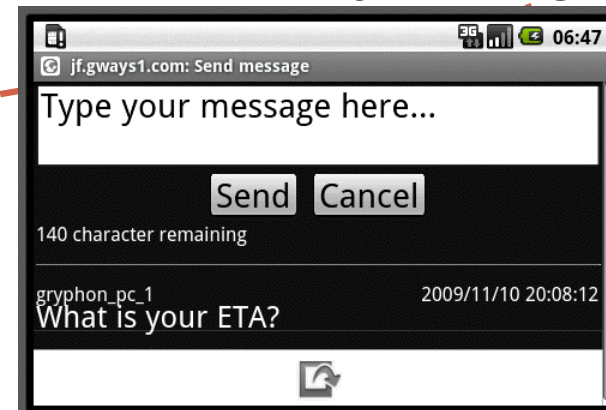 3G 06:47
jf.gways1.com: Send message
Type your message here...
Send Cancel
140 character remaining
gryphon_pc_1 2009/11/10 20:08:12
What is your ETA?